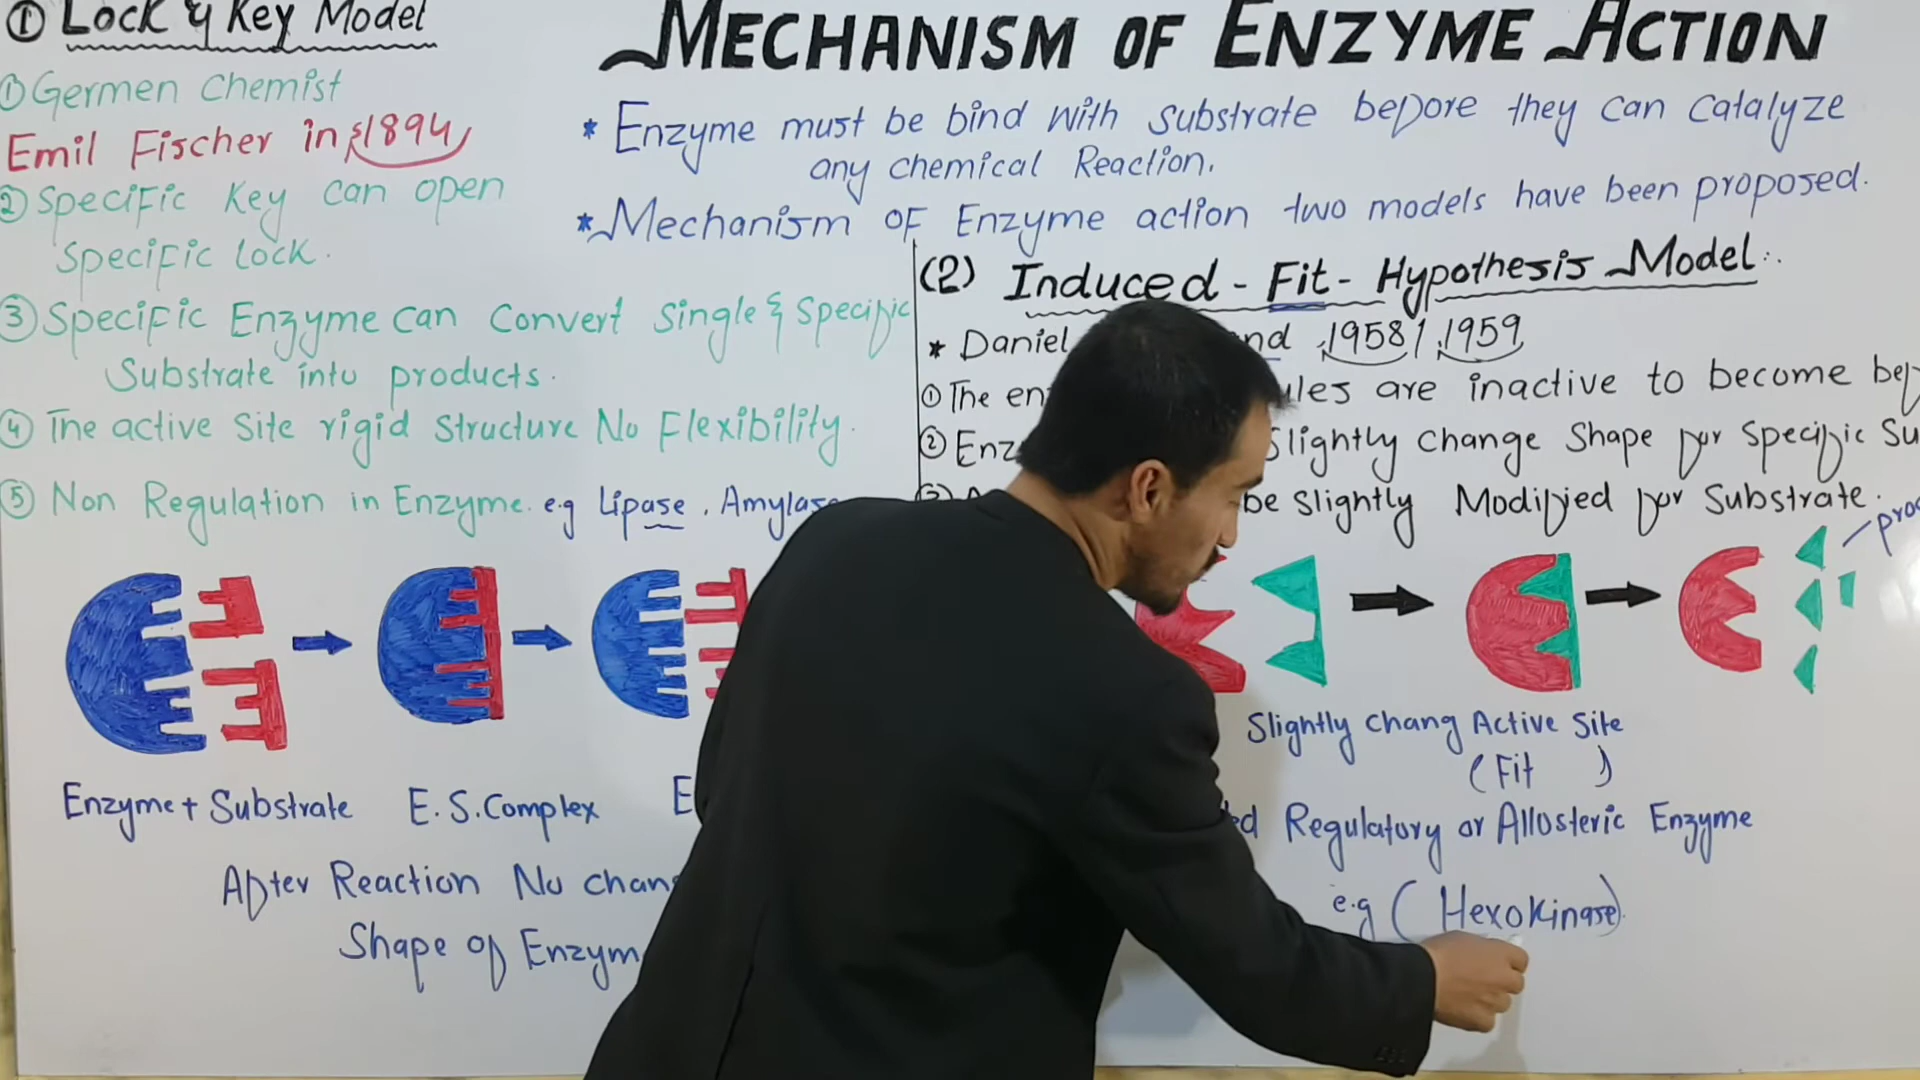 MECHANISM OF ENZYME ACTION
* Enzyme must be bind with substrate before they can catalyze
any chemical Reaction.
* Mechanism of Enzyme action two models have been proposed.
① Lock & Key Model
① Germen Chemist
Emil Fischer in 1894
② Specific Key can open
Specific lock.
③ Specific Enzyme can Convert Single & Specific
Substrate into products.
④ The active Site rigid Structure No Flexibility.
⑤ Non Regulation in Enzyme. e.g Lipase, Amylase
Enzyme + Substrate E.S.Complex E
After Reaction No chan
Shape of Enzym
(2) Induced-Fit-Hypothesis Model
* Daniel nd 1958/1959
① The en ules are inactive to become bef
② Enz Slightly Change Shape for Specific Su
be Slightly Modified for Substrate.
Slightly chang Active Site
(Fit)
ed Regulatory or Allosteric Enzyme
e.g (Hexokinase)